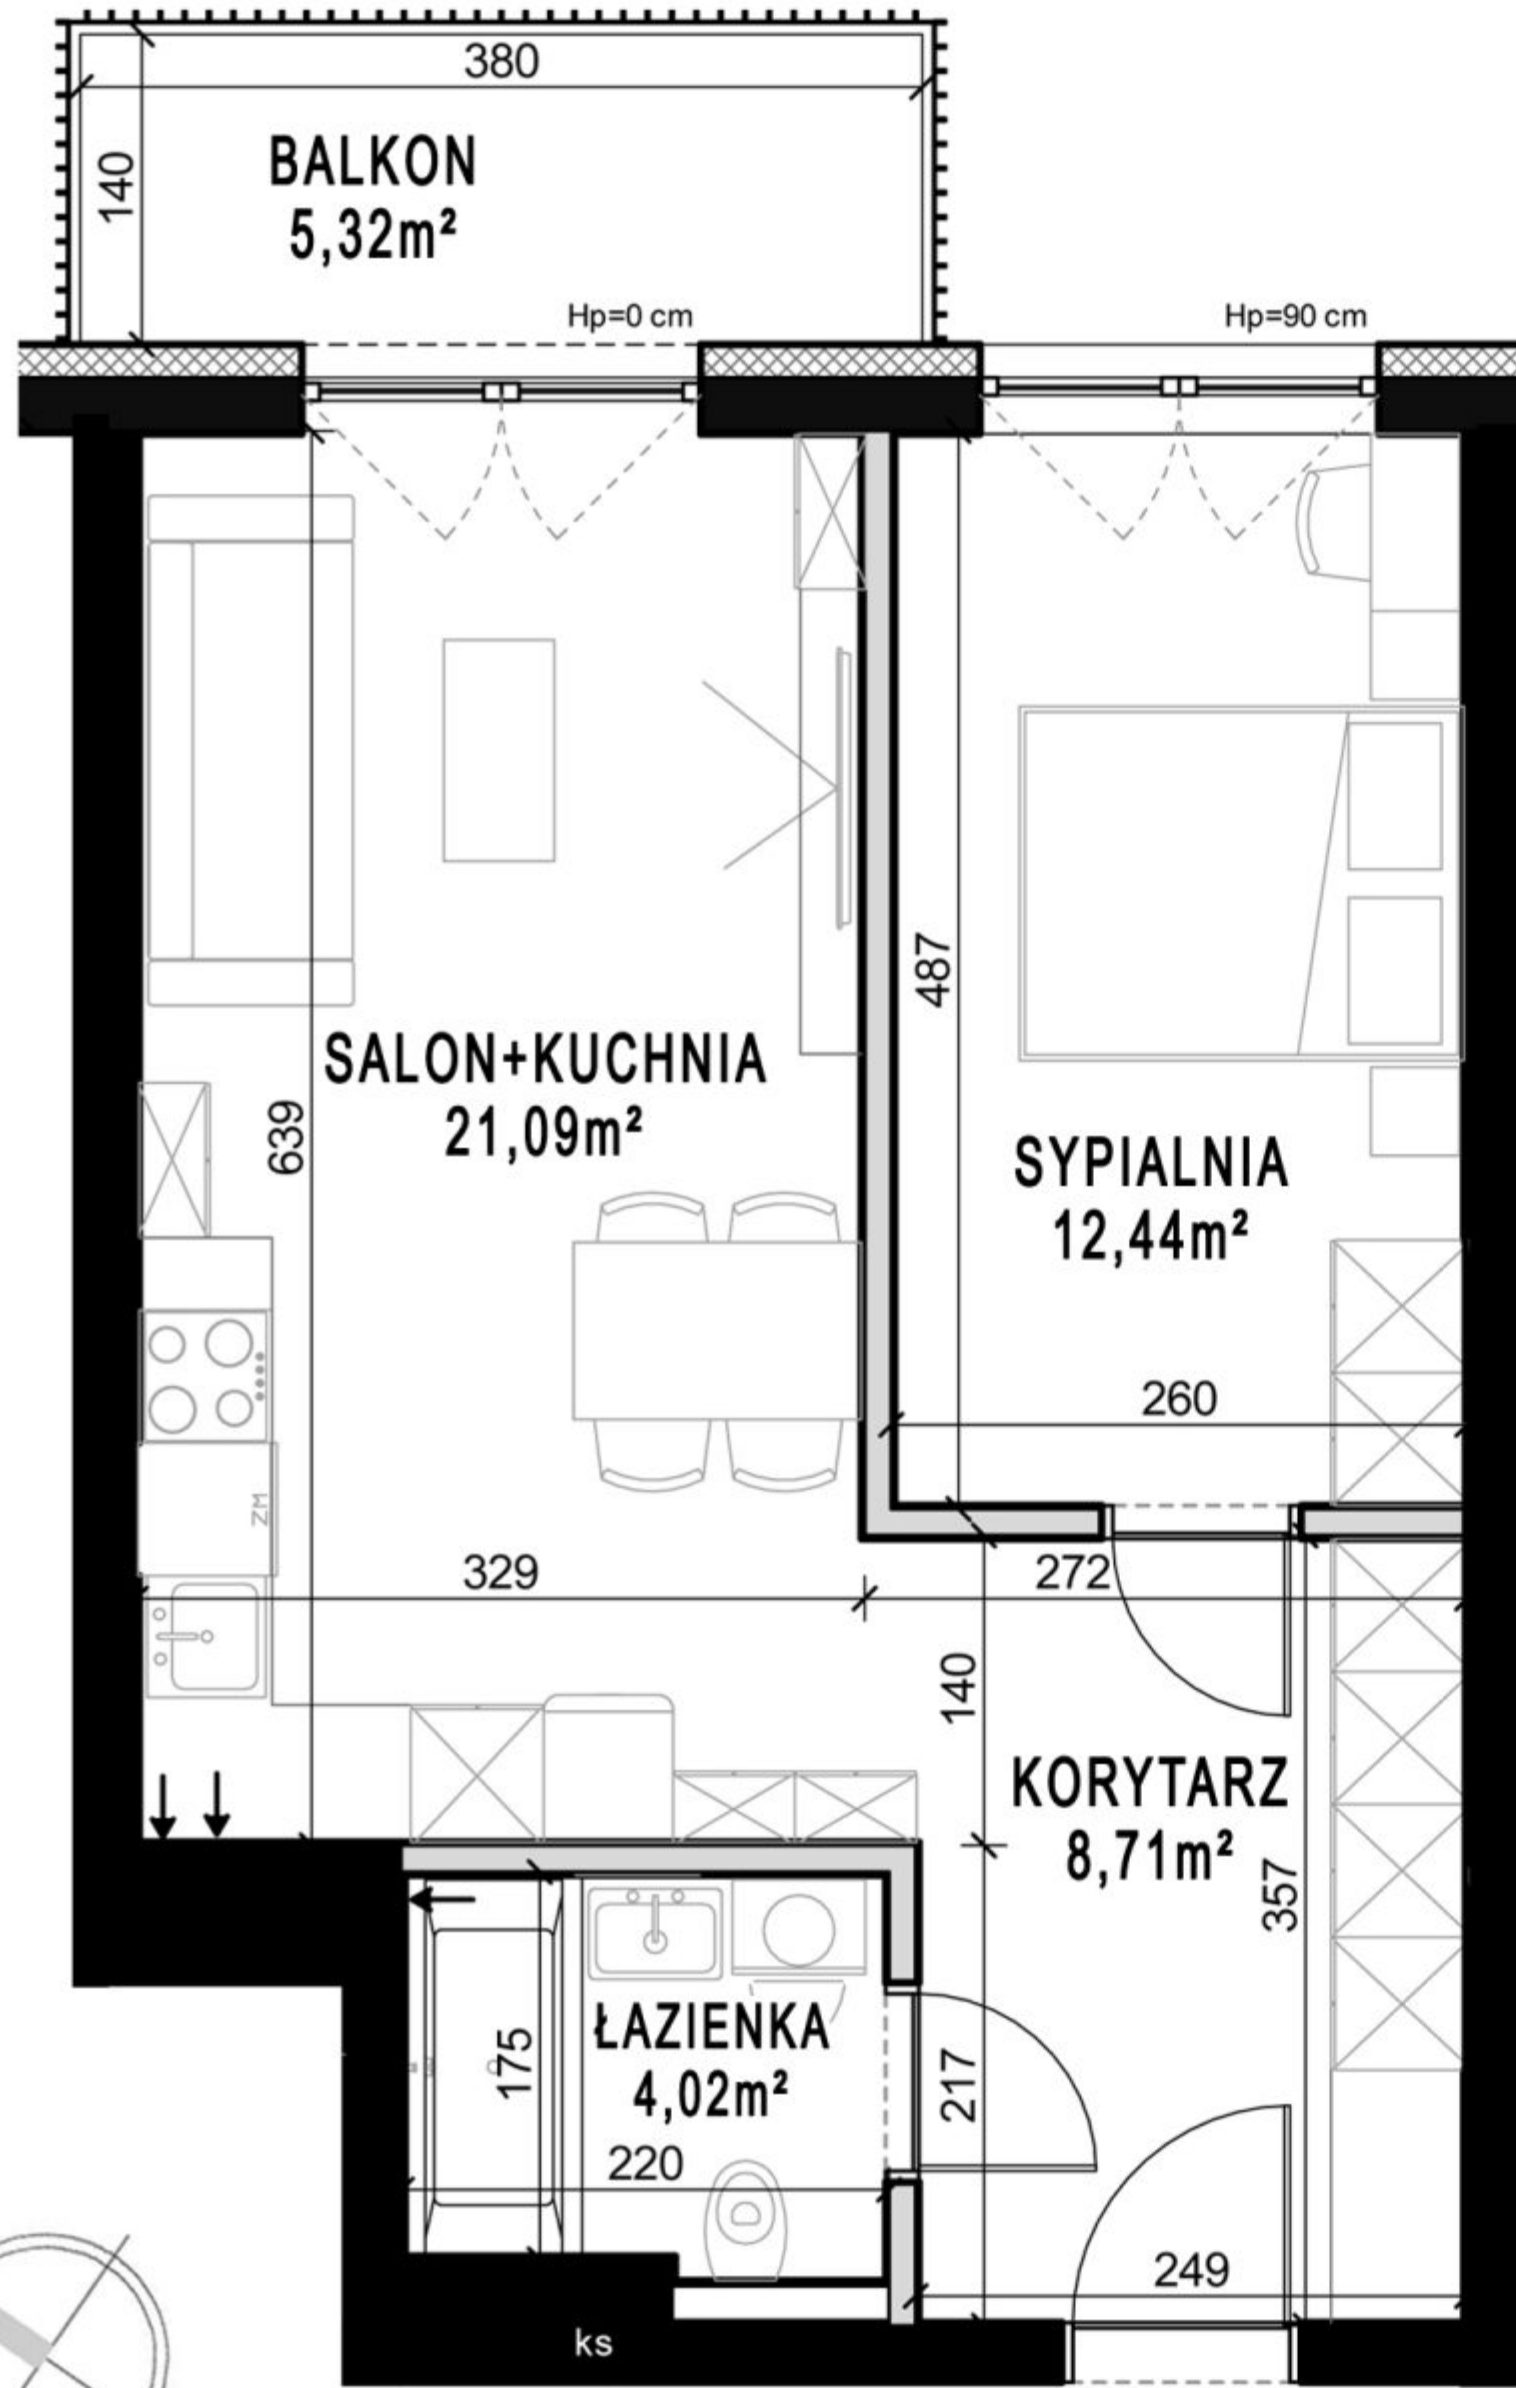 380
140
BALKON
5,32m²
Hp=0 cm
Hp=90 cm
487
SALON+KUCHNIA
21,09m²
639
SYPIALNIA
12,44m²
260
ZM
329
272
140
KORYTARZ
8,71m²
357
ŁAZIENKA
4,02m²
175
217
220
249
ks